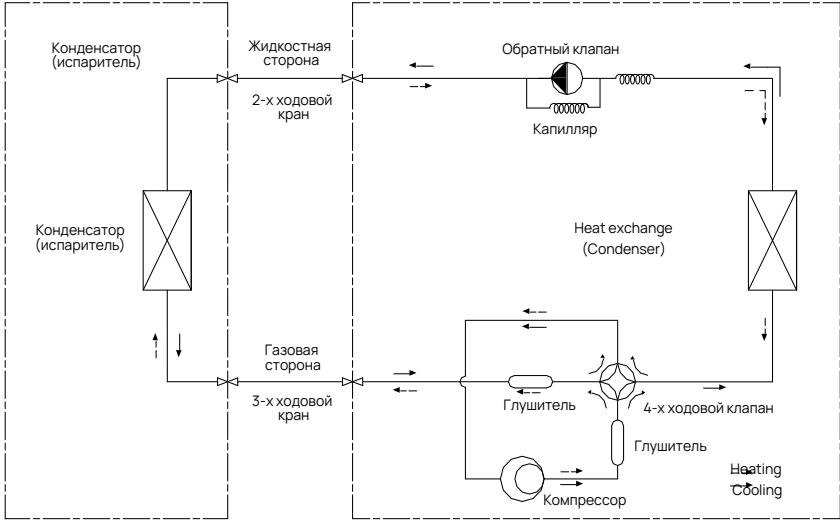 Конденсатор
(испаритель)
Жидкостная
сторона
2-х ходовой
кран
Обратный клапан
Капилляр
Конденсатор
(испаритель)
Heat exchange
(Condenser)
Газовая
сторона
3-х ходовой
кран
Глушитель
4-х ходовой клапан
Глушитель
Компрессор
Heating
Cooling